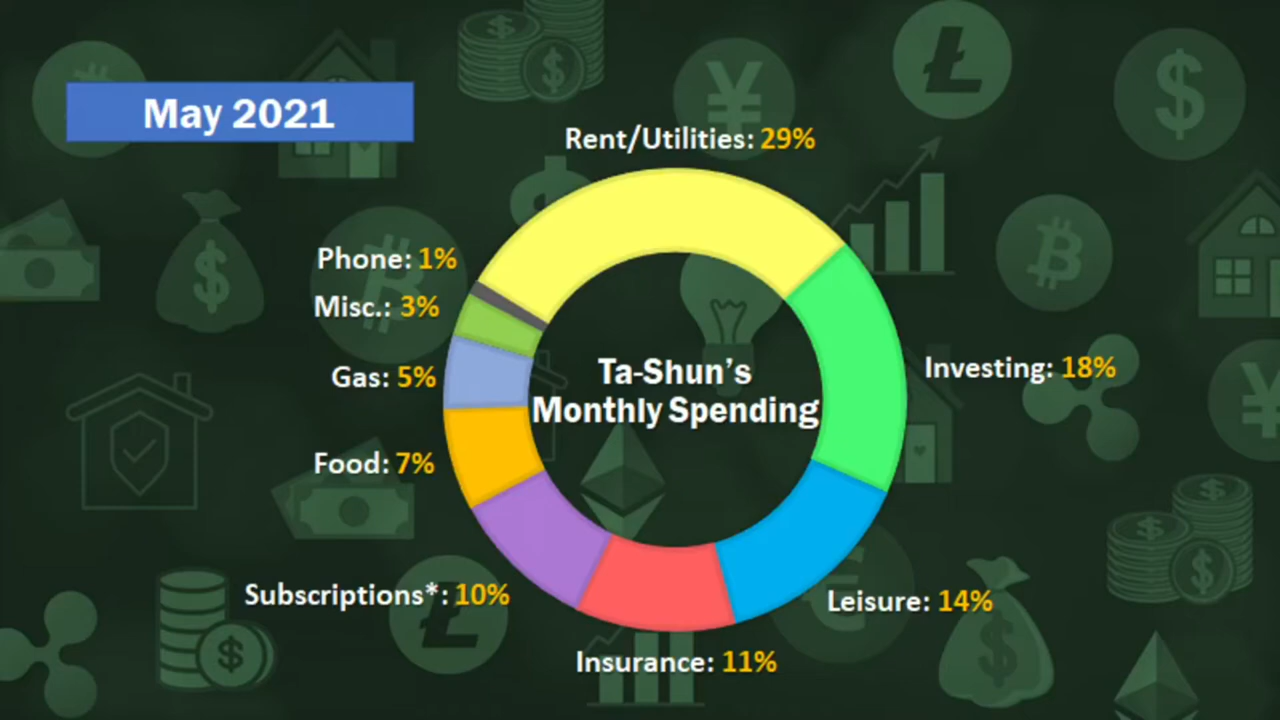 May 2021
Rent/Utilities: 29%
Phone: 1%
Misc.: 3%
Investing: 18%
Ta-Shun's
Monthly Spending
Gas: 5%
Food: 7%
Subscriptions*: 10%
Leisure: 14%
Insurance: 11%